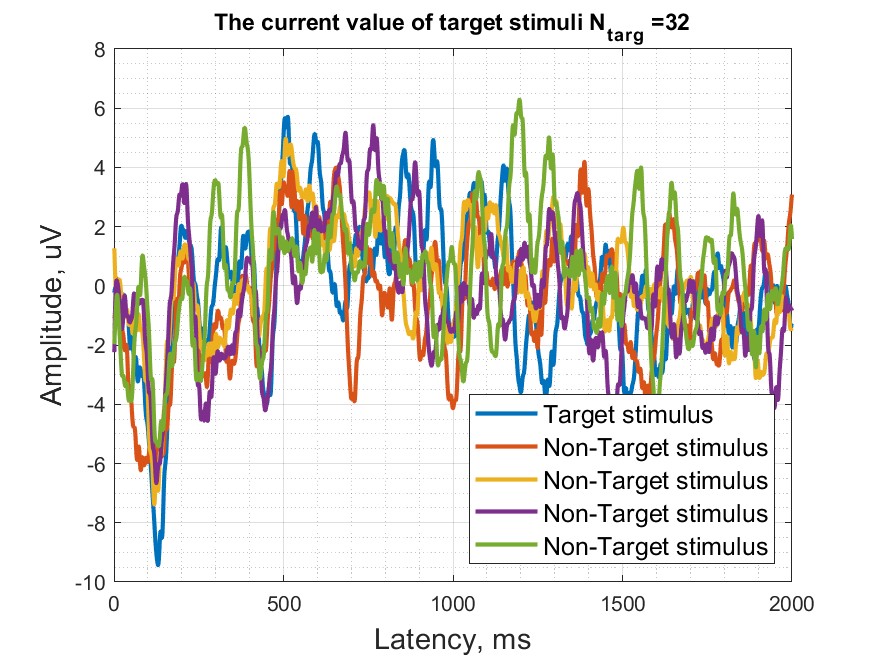 The current value of target stimuli N_targ =32
8
6
4
2
0
-2
-4
-6
-8
-10
Amplitude, uV
Target stimulus
Non-Target stimulus
Non-Target stimulus
Non-Target stimulus
Non-Target stimulus
0 500 1000 1500 2000
Latency, ms